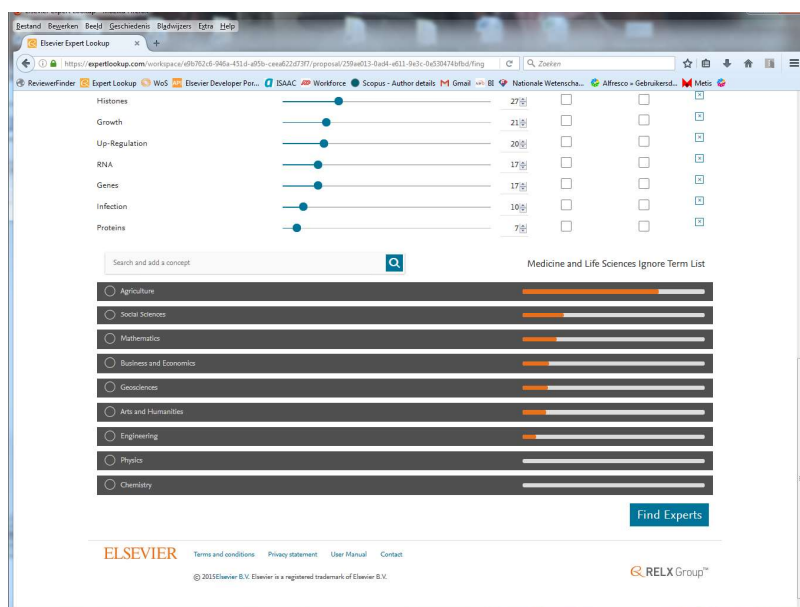 Bestand Bewerken Beeld Geschiedenis Bladwijzers Extra Help
Elsevier Expert Lookup × +
https://expertlookup.com/workspace/e9b762c6-946a-451d-a95b-ceea622d73f7/proposal/259ae013-0ad4-e611-9e3c-0e530474bfbd/fing Zoeken
ReviewerFinder Expert Lookup WoS Elsevier Developer Por... ISAAC Workforce Scopus - Author details Gmail BI Nationale Wetenscha... Alfresco » Gebruikersd... Metis
Histones 27
Growth 21
Up-Regulation 20
RNA 17
Genes 17
Infection 10
Proteins 7
Search and add a concept Medicine and Life Sciences Ignore Term List
Agriculture
Social Sciences
Mathematics
Business and Economics
Geosciences
Arts and Humanities
Engineering
Physics
Chemistry
Find Experts
ELSEVIER Terms and conditions Privacy statement User Manual Contact
© 2015 Elsevier B.V. Elsevier is a registered trademark of Elsevier B.V.
RELX Group™